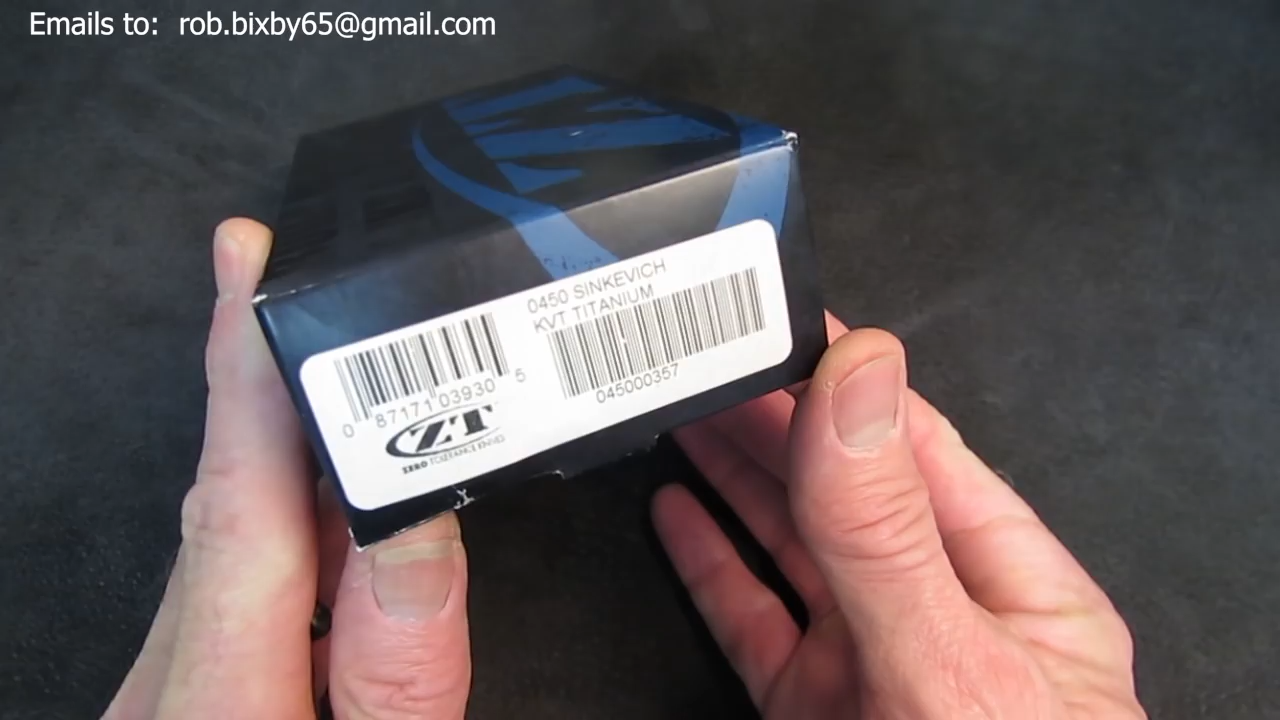 Emails to: rob.bixby65@gmail.com
0450 SINKEVICH
KVT TITANIUM
0 87171 03930 5
045000357
ZT
ZERO TOLERANCE KNIVES